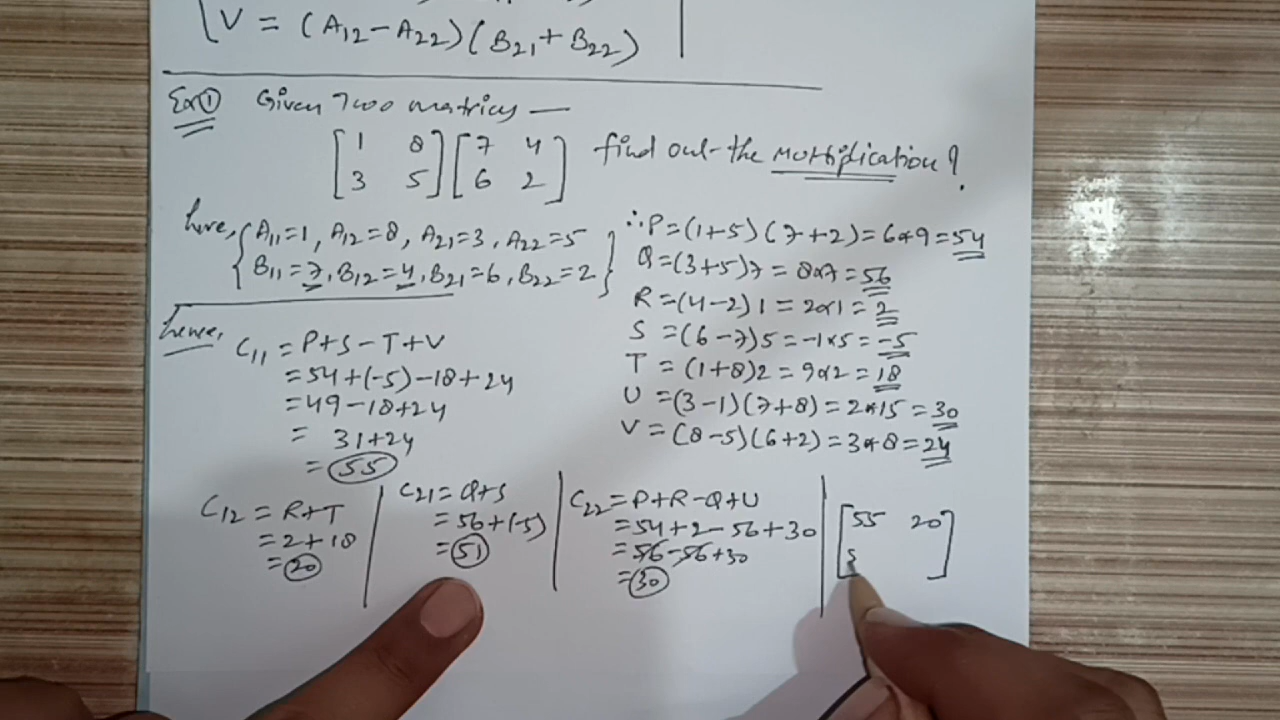 V = (A12 - A22)(B21 + B22)
Ex① Given Two matrics —
[1 8 [7 4
3 5] 6 2] find out the multiplication?
here, { A11=1, A12=8, A21=3, A22=5
B11=7, B12=4, B21=6, B22=2 }
∴ P=(1+5)(7+2)=6*9=54
Q=(3+5)7=8*7=56
R=(4-2)1=2*1=2
S=(6-7)5=-1*5=-5
T=(1+8)2=9*2=18
U=(3-1)(7+8)=2*15=30
V=(8-5)(6+2)=3*8=24
hence,
C11 = P+S-T+V
=54+(-5)-18+24
=49-18+24
= 31+24
= 55
C12 = R+T
=2+18
=20
C21 = Q+S
=56+(-5)
=51
C22 = P+R-Q+U
=54+2-56+30
=56-56+30
=30
[55 20
5 ]